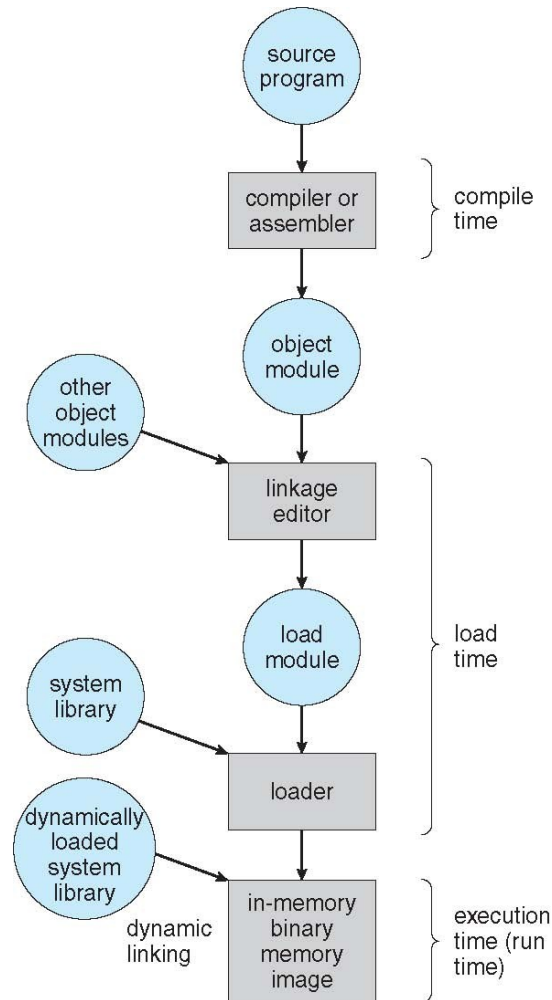 source
program
compiler or
assembler
compile
time
object
module
other
object
modules
linkage
editor
load
module
load
time
system
library
loader
dynamically
loaded
system
library
dynamic
linking
in-memory
binary
memory
image
execution
time (run
time)